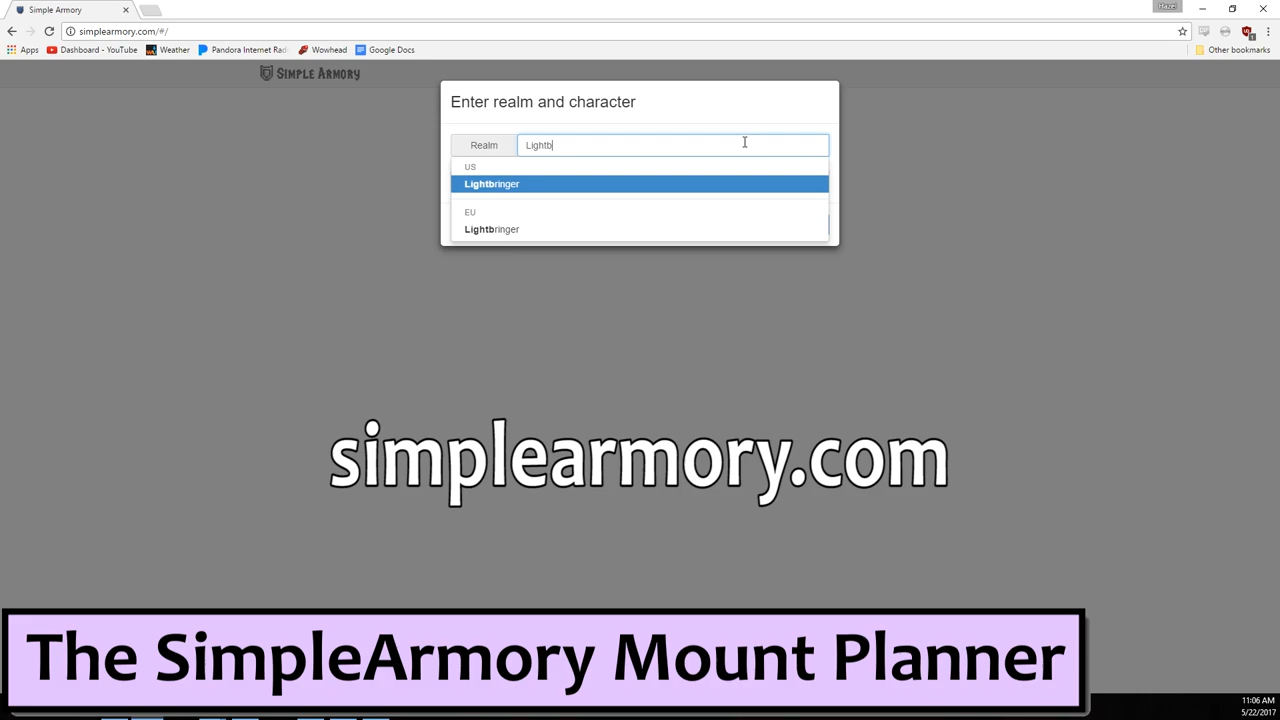 Simple Armory
Hazel
simplearmory.com/#/
Apps
Dashboard - YouTube
Weather
Pandora Internet Radi
Wowhead
Google Docs
Other bookmarks
SIMPLE ARMORY
Enter realm and character
Realm
Lightb
US
Lightbringer
EU
Lightbringer
simplearmory.com
The SimpleArmory Mount Planner
11:06 AM
5/22/2017